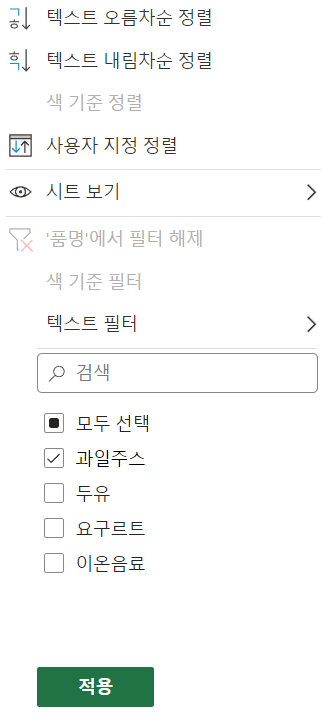 텍스트 오름차순 정렬
텍스트 내림차순 정렬
색 기준 정렬
사용자 지정 정렬
시트 보기
'품명'에서 필터 해제
색 기준 필터
텍스트 필터
검색
모두 선택
과일주스
두유
요구르트
이온음료
적용